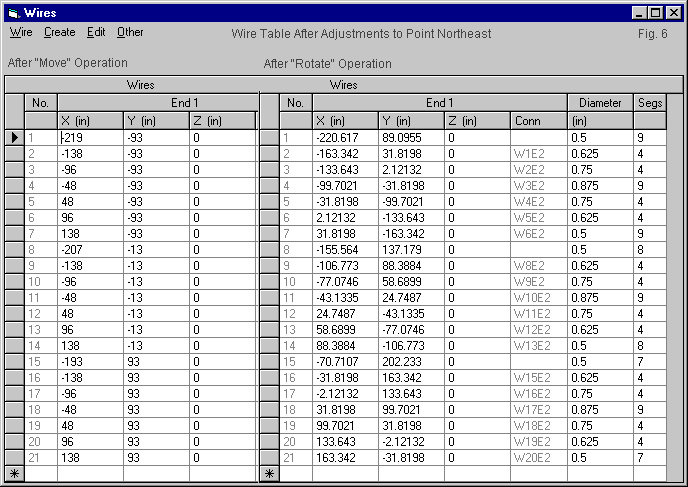 Wires
Wire Create Edit Other Wire Table After Adjustments to Point Northeast Fig. 6
After "Move" Operation After "Rotate" Operation
Wires Wires
No. End 1 No. End 1 Diameter Segs
X (in) Y (in) Z (in) X (in) Y (in) Z (in) Conn (in)
1 -219 -93 0 1 -220.617 89.0955 0 0.5 9
2 -138 -93 0 2 -163.342 31.8198 0 W1E2 0.625 4
3 -96 -93 0 3 -133.643 2.12132 0 W2E2 0.75 4
4 -48 -93 0 4 -99.7021 -31.8198 0 W3E2 0.875 9
5 48 -93 0 5 -31.8198 -99.7021 0 W4E2 0.75 4
6 96 -93 0 6 2.12132 -133.643 0 W5E2 0.625 4
7 138 -93 0 7 31.8198 -163.342 0 W6E2 0.5 9
8 -207 -13 0 8 -155.564 137.179 0 0.5 8
9 -138 -13 0 9 -106.773 88.3884 0 W8E2 0.625 4
10 -96 -13 0 10 -77.0746 58.6899 0 W9E2 0.75 4
11 -48 -13 0 11 -43.1335 24.7487 0 W10E2 0.875 9
12 48 -13 0 12 24.7487 -43.1335 0 W11E2 0.75 4
13 96 -13 0 13 58.6899 -77.0746 0 W12E2 0.625 4
14 138 -13 0 14 88.3884 -106.773 0 W13E2 0.5 8
15 -193 93 0 15 -70.7107 202.233 0 0.5 7
16 -138 93 0 16 -31.8198 163.342 0 W15E2 0.625 4
17 -96 93 0 17 -2.12132 133.643 0 W16E2 0.75 4
18 -48 93 0 18 31.8198 99.7021 0 W17E2 0.875 9
19 48 93 0 19 99.7021 31.8198 0 W18E2 0.75 4
20 96 93 0 20 133.643 -2.12132 0 W19E2 0.625 4
21 138 93 0 21 163.342 -31.8198 0 W20E2 0.5 7